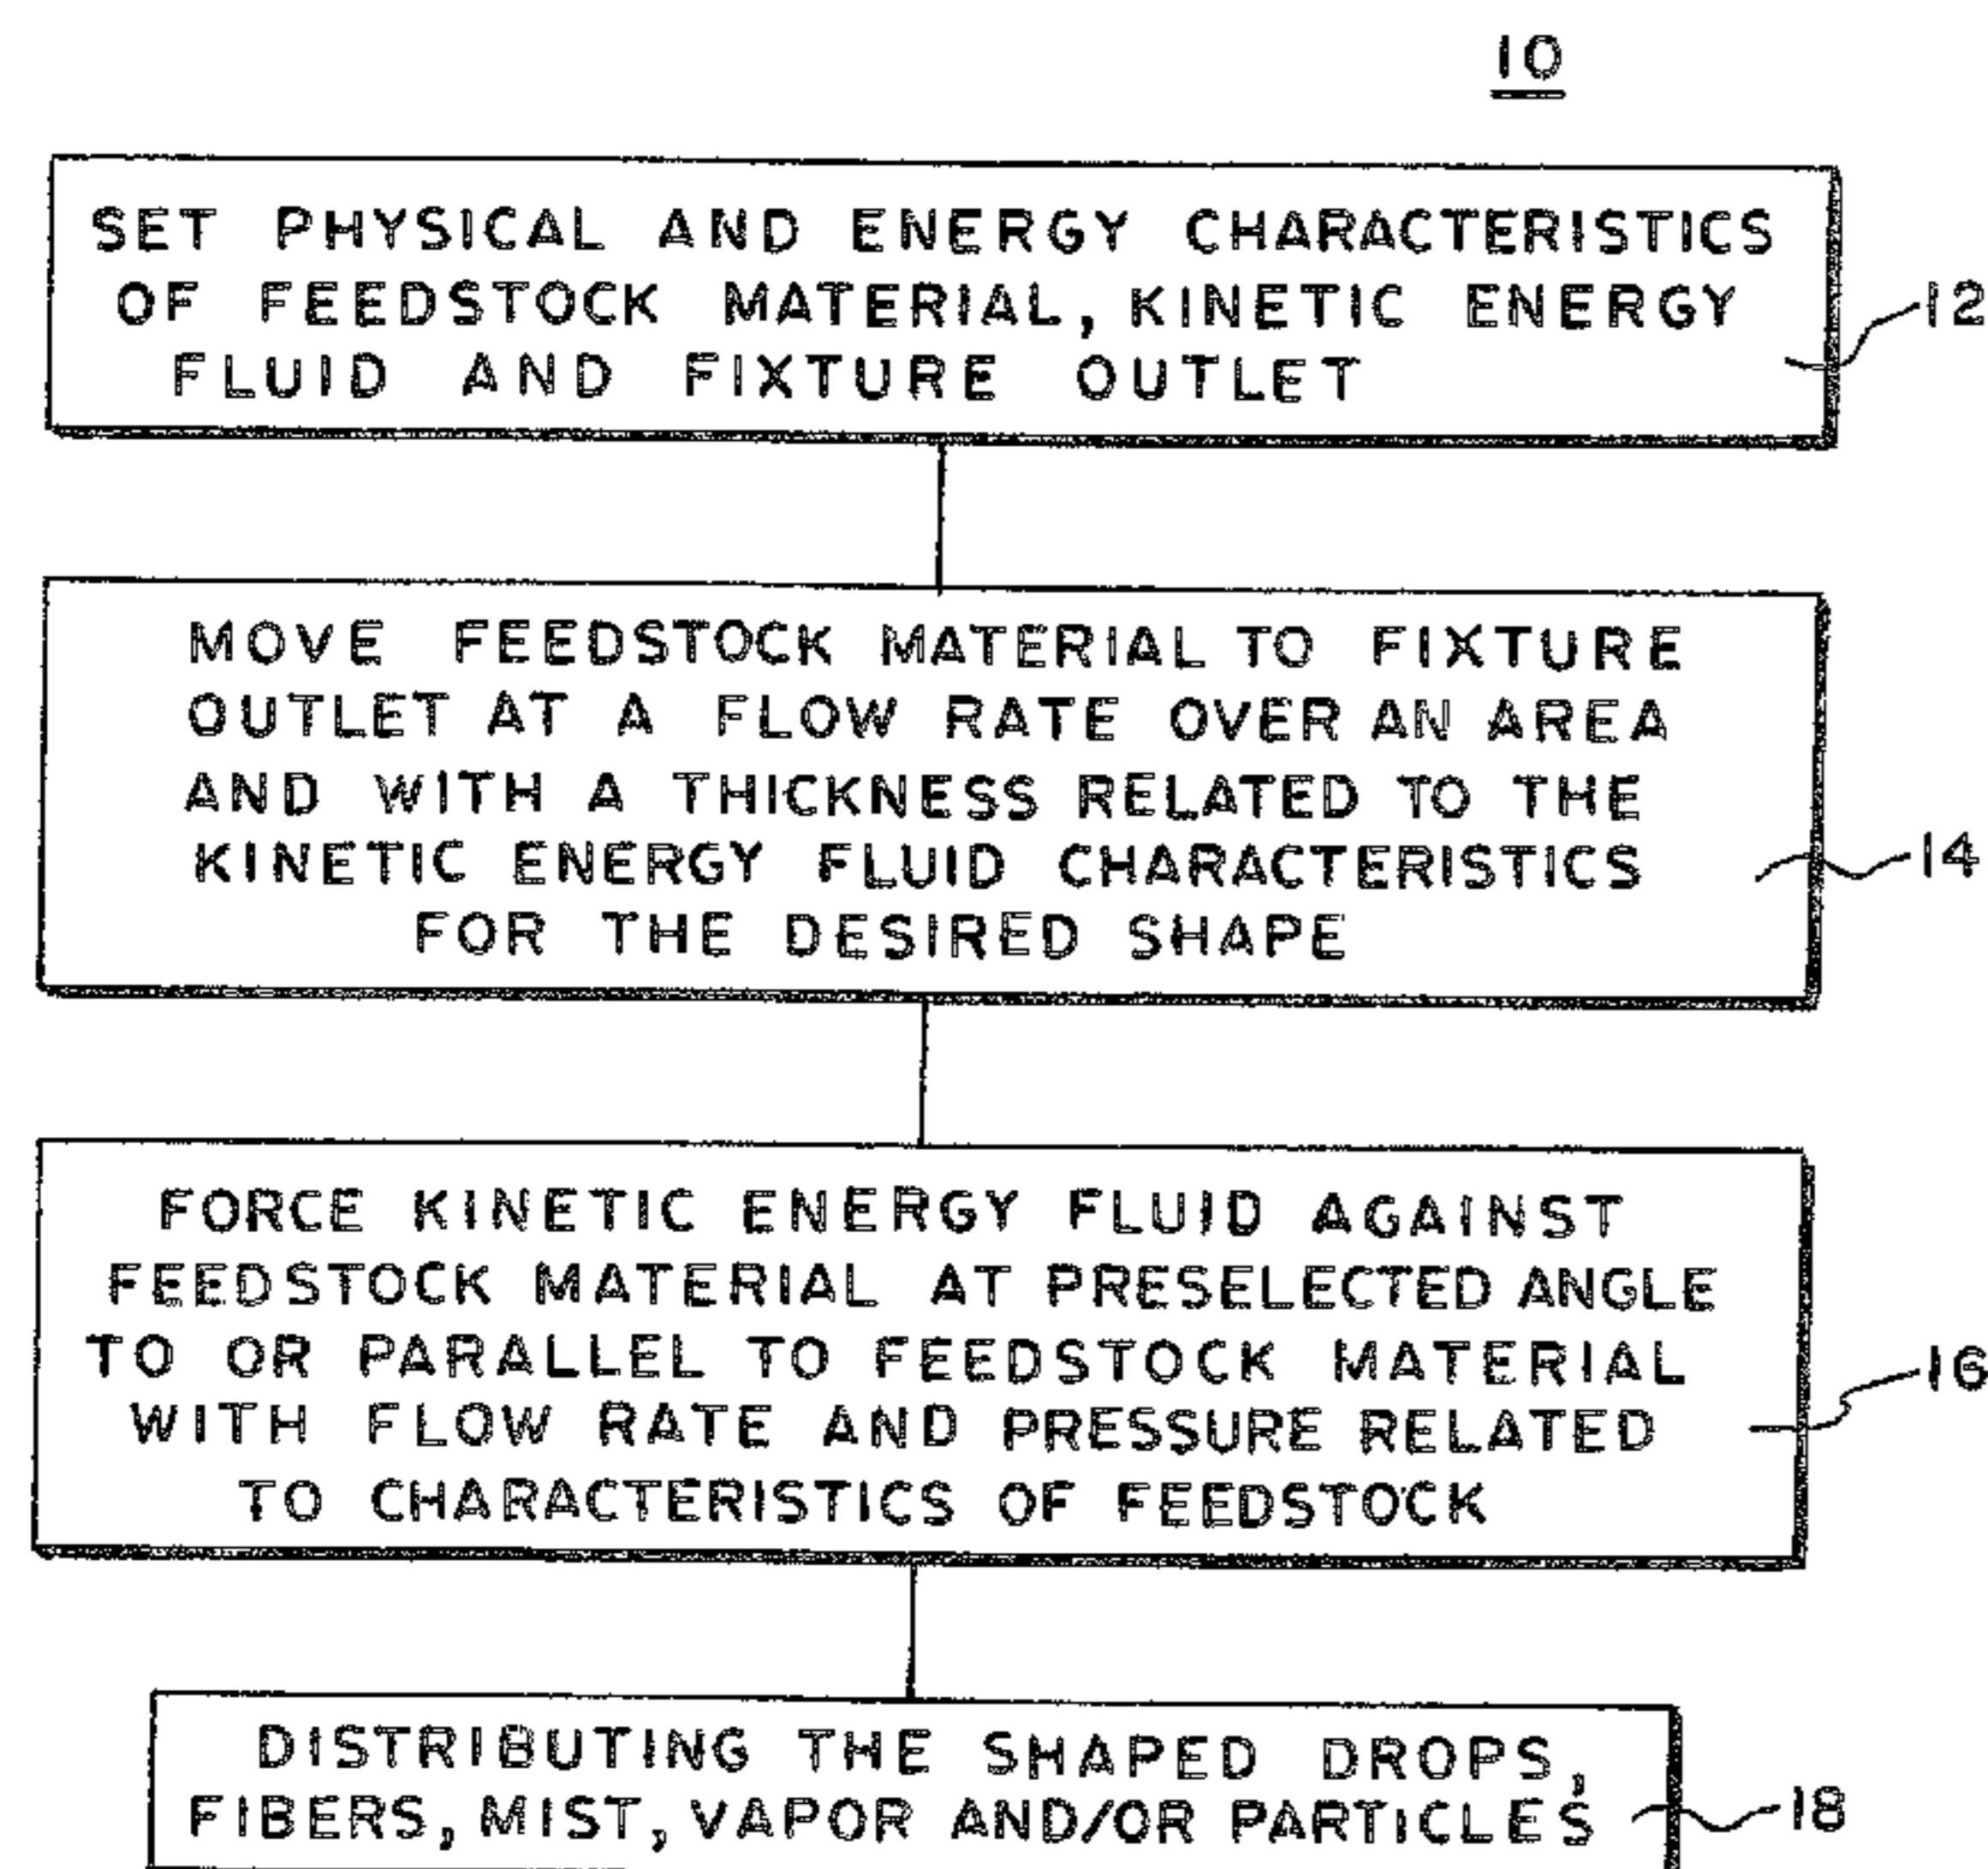 10
SET PHYSICAL AND ENERGY CHARACTERISTICS
OF FEEDSTOCK MATERIAL, KINETIC ENERGY
FLUID AND FIXTURE OUTLET
12
MOVE FEEDSTOCK MATERIAL TO FIXTURE
OUTLET AT A FLOW RATE OVER AN AREA
AND WITH A THICKNESS RELATED TO THE
KINETIC ENERGY FLUID CHARACTERISTICS
FOR THE DESIRED SHAPE
14
FORCE KINETIC ENERGY FLUID AGAINST
FEEDSTOCK MATERIAL AT PRESELECTED ANGLE
TO OR PARALLEL TO FEEDSTOCK MATERIAL
WITH FLOW RATE AND PRESSURE RELATED
TO CHARACTERISTICS OF FEEDSTOCK
16
DISTRIBUTING THE SHAPED DROPS,
FIBERS, MIST, VAPOR AND/OR PARTICLES
18